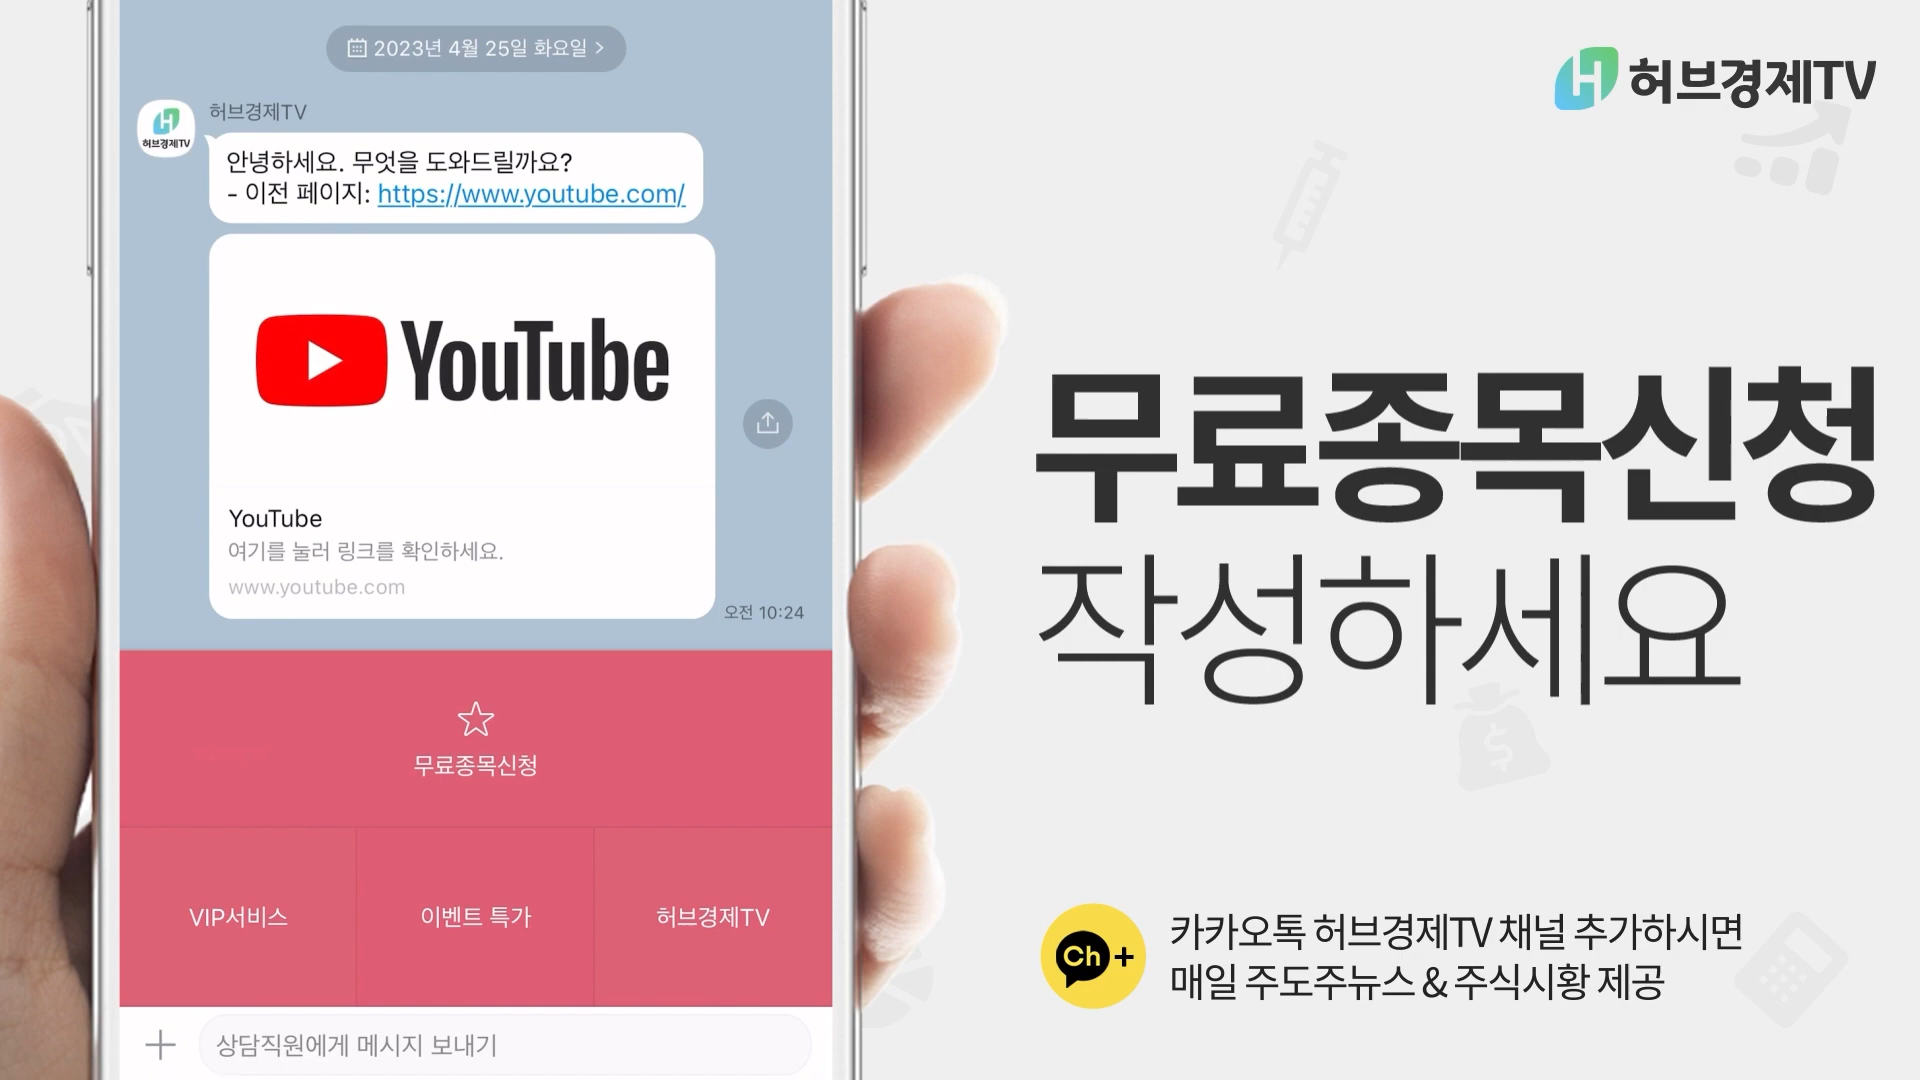 2023년 4월 25일 화요일 >
허브경제TV
허브경제TV
안녕하세요. 무엇을 도와드릴까요?
- 이전 페이지: https://www.youtube.com/
YouTube
YouTube
여기를 눌러 링크를 확인하세요.
www.youtube.com
오전 10:24
무료종목신청
VIP서비스
이벤트 특가
허브경제TV
상담직원에게 메시지 보내기
허브경제TV
무료종목신청
작성하세요
Ch+
카카오톡 허브경제TV 채널 추가하시면
매일 주도주뉴스 & 주식시황 제공